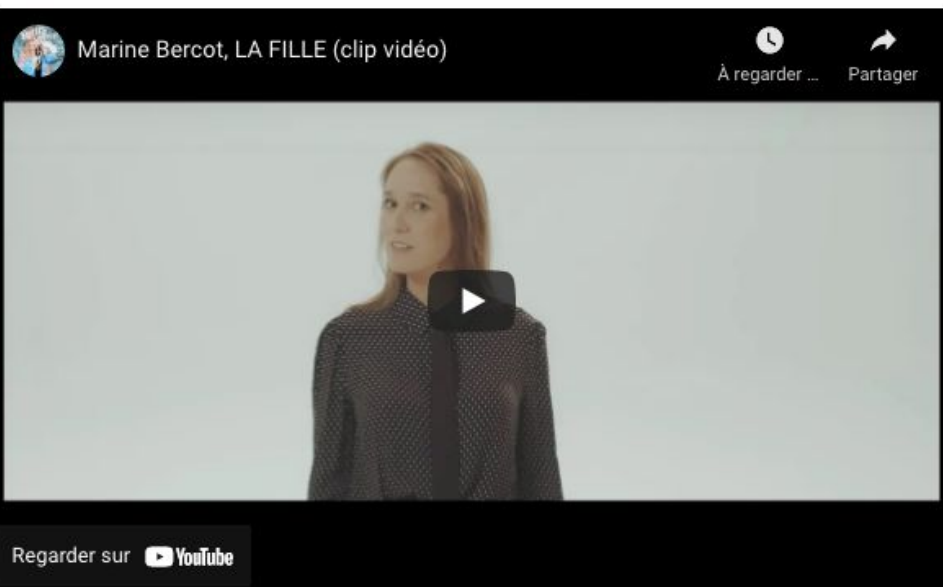 Marine Bercot, LA FILLE (clip vidéo)
À regarder ...
Partager
Regarder sur YouTube